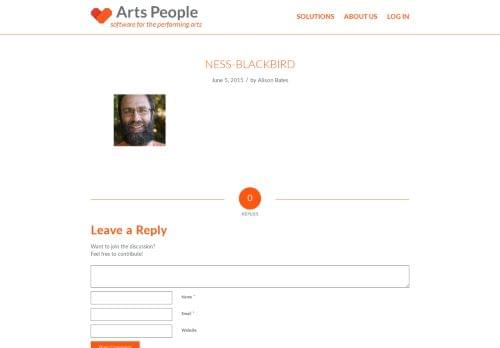 Arts People
software for the performing arts
SOLUTIONS ABOUT US LOG IN
NESS-BLACKBIRD
June 5, 2015 / by Alison Bates
0
REPLIES
Leave a Reply
Want to join the discussion?
Feel free to contribute!
Name *
Email *
Website